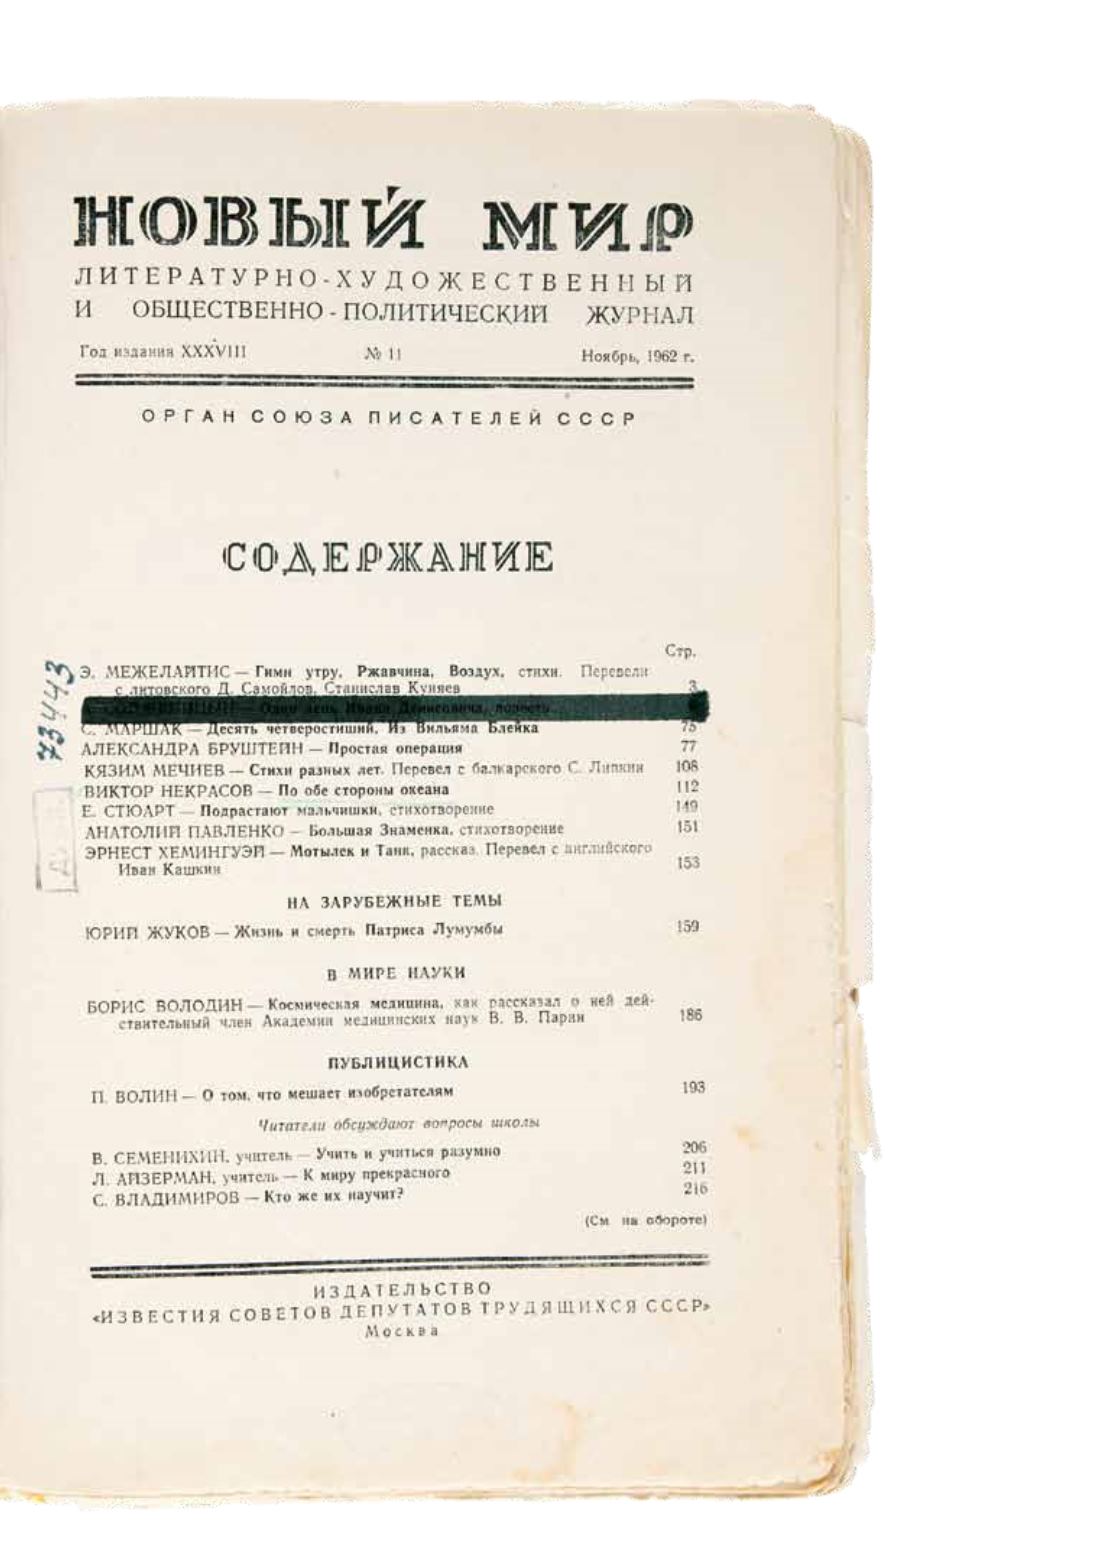 НОВЫЙ МИР
ЛИТЕРАТУРНО-ХУДОЖЕСТВЕННЫЙ
И ОБЩЕСТВЕННО-ПОЛИТИЧЕСКИЙ ЖУРНАЛ
Год издания XXXVIII № 11 Ноябрь, 1962 г.
ОРГАН СОЮЗА ПИСАТЕЛЕЙ СССР
СОДЕРЖАНИЕ
Стр.
Э. МЕЖЕЛАЙТИС — Гимн утру, Ржавчина, Воздух, стихи. Перевели
с литовского Д. Самойлов, Станислав Куняев 3
Один день Ивана Денисовича, повесть
С. МАРШАК — Десять четверостиший. Из Вильяма Блейка 75
АЛЕКСАНДРА БРУШТЕЙН — Простая операция 77
КЯЗИМ МЕЧИЕВ — Стихи разных лет. Перевел с балкарского С. Липкин 108
ВИКТОР НЕКРАСОВ — По обе стороны океана 112
Е. СТЮАРТ — Подрастают мальчишки, стихотворение 149
АНАТОЛИЙ ПАВЛЕНКО — Большая Знаменка, стихотворение 151
ЭРНЕСТ ХЕМИНГУЭЙ — Мотылек и Танк, рассказ. Перевел с английского
Иван Кашкин 153
НА ЗАРУБЕЖНЫЕ ТЕМЫ
ЮРИЙ ЖУКОВ — Жизнь и смерть Патриса Лумумбы 159
В МИРЕ НАУКИ
БОРИС ВОЛОДИН — Космическая медицина, как рассказал о ней дей-
ствительный член Академии медицинских наук В. В. Парин 186
ПУБЛИЦИСТИКА
П. ВОЛИН — О том, что мешает изобретателям 193
Читатели обсуждают вопросы школы
В. СЕМЕНИХИН, учитель — Учить и учиться разумно 206
Л. АЙЗЕРМАН, учитель — К миру прекрасного 211
С. ВЛАДИМИРОВ — Кто же их научит? 216
(См. на обороте)
ИЗДАТЕЛЬСТВО
«ИЗВЕСТИЯ СОВЕТОВ ДЕПУТАТОВ ТРУДЯЩИХСЯ СССР»
Москва
73443